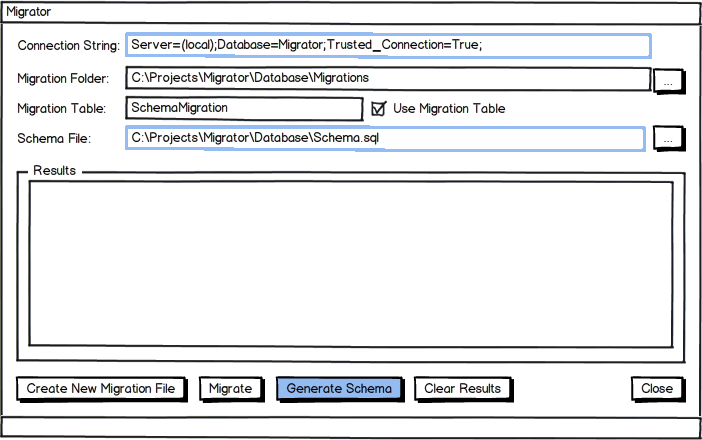 Migrator
Connection String: Server=(local);Database=Migrator;Trusted_Connection=True;
Migration Folder: C:\Projects\Migrator\Database\Migrations ...
Migration Table: SchemaMigration Use Migration Table
Schema File: C:\Projects\Migrator\Database\Schema.sql ...
Results
Create New Migration File Migrate Generate Schema Clear Results Close